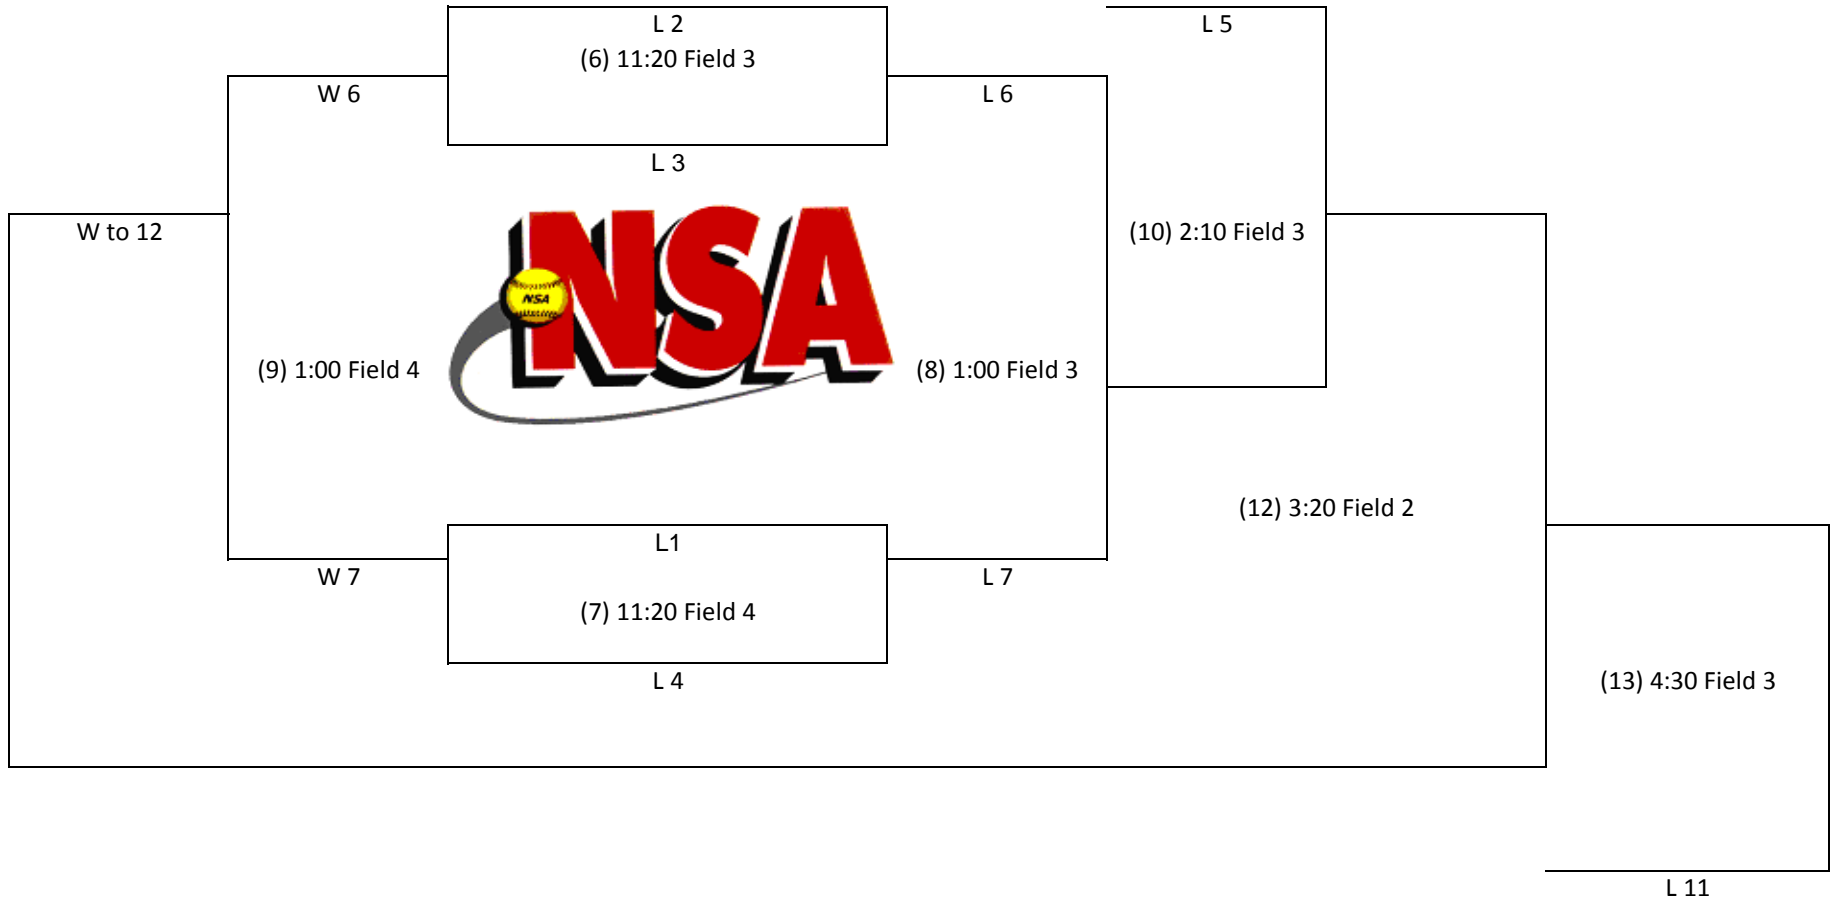 L 2
L 5
(6) 11:20 Field 3
W 6
L 6
L 3
W to 12
(10) 2:10 Field 3
NSA
NSA
(9) 1:00 Field 4
(8) 1:00 Field 3
(12) 3:20 Field 2
L1
W 7
L 7
(7) 11:20 Field 4
L 4
(13) 4:30 Field 3
L 11